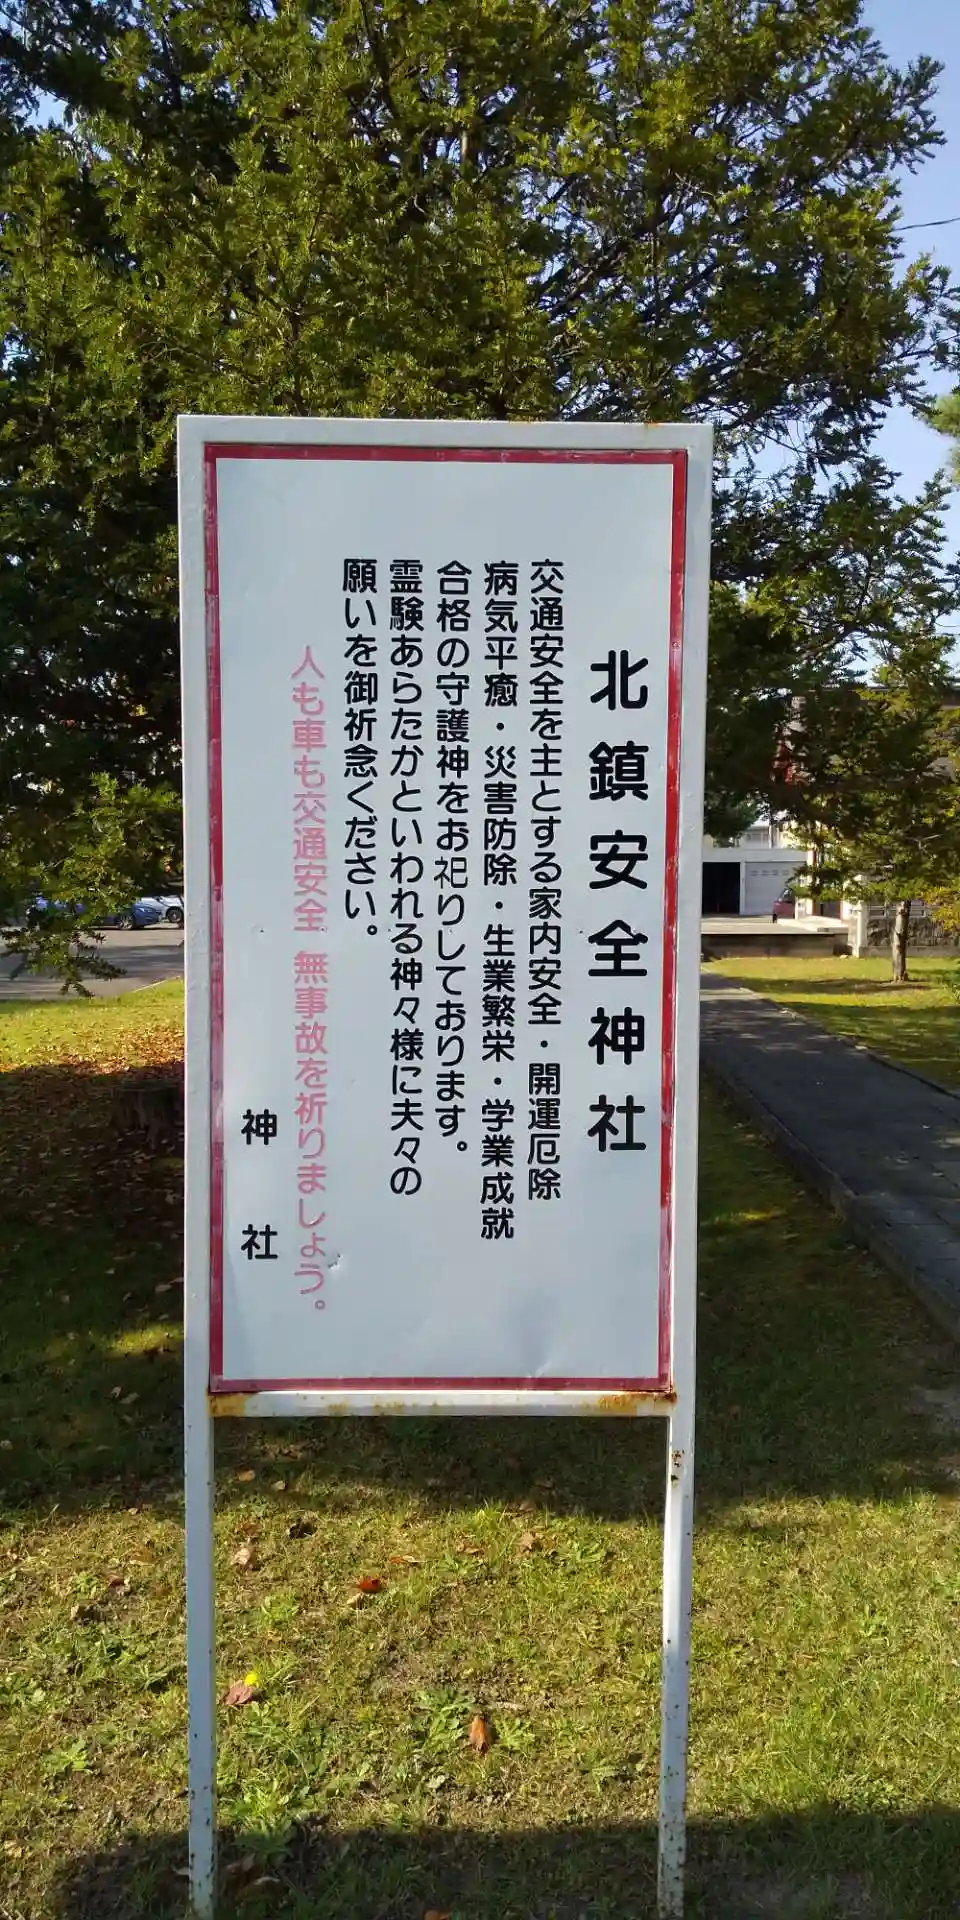 北鎮安全神社
交通安全を主とする家内安全・開運厄除
病気平癒・災害防除・生業繁栄・学業成就
合格の守護神をお祀りしております。
霊験あらたかといわれる神々様に夫々の
願いを御祈念ください。
人も車も交通安全 無事故を祈りましょう。
神社